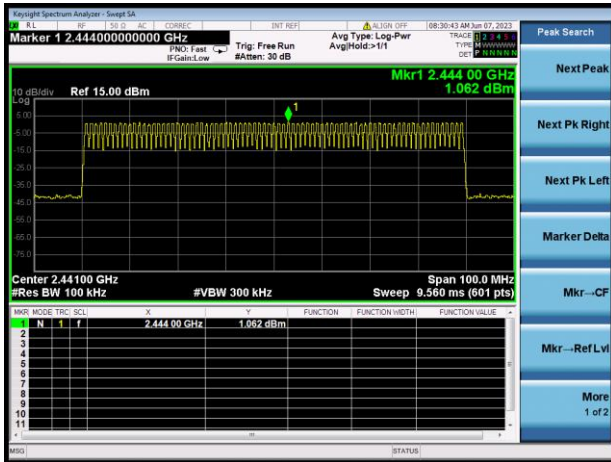 Keysight Spectrum Analyzer - Swept SA
RL RF 50 Ω AC CORREC INT REF ALIGN OFF 08:30:43 AM Jun 07, 2023
Marker 1 2.444000000000 GHz
PNO: Fast
IFGain:Low
Trig: Free Run
#Atten: 30 dB
Avg Type: Log-Pwr
Avg|Hold:>1/1
TRACE 1 2 3 4 5 6
TYPE M WWWWW
DET P N N N N N
Mkr1 2.444 00 GHz
1.062 dBm
10 dB/div Ref 15.00 dBm
Log
1
5.00
-5.00
-15.0
-25.0
-35.0
-45.0
-55.0
-65.0
-75.0
Center 2.44100 GHz Span 100.0 MHz
#Res BW 100 kHz #VBW 300 kHz Sweep 9.560 ms (601 pts)
MKR MODE TRC SCL X Y FUNCTION FUNCTION WIDTH FUNCTION VALUE
1 N 1 f 2.444 00 GHz 1.062 dBm
2
3
4
5
6
7
8
9
10
11
MSG STATUS
Peak Search
Next Peak
Next Pk Right
Next Pk Left
Marker Delta
Mkr→CF
Mkr→Ref Lvl
More
1 of 2